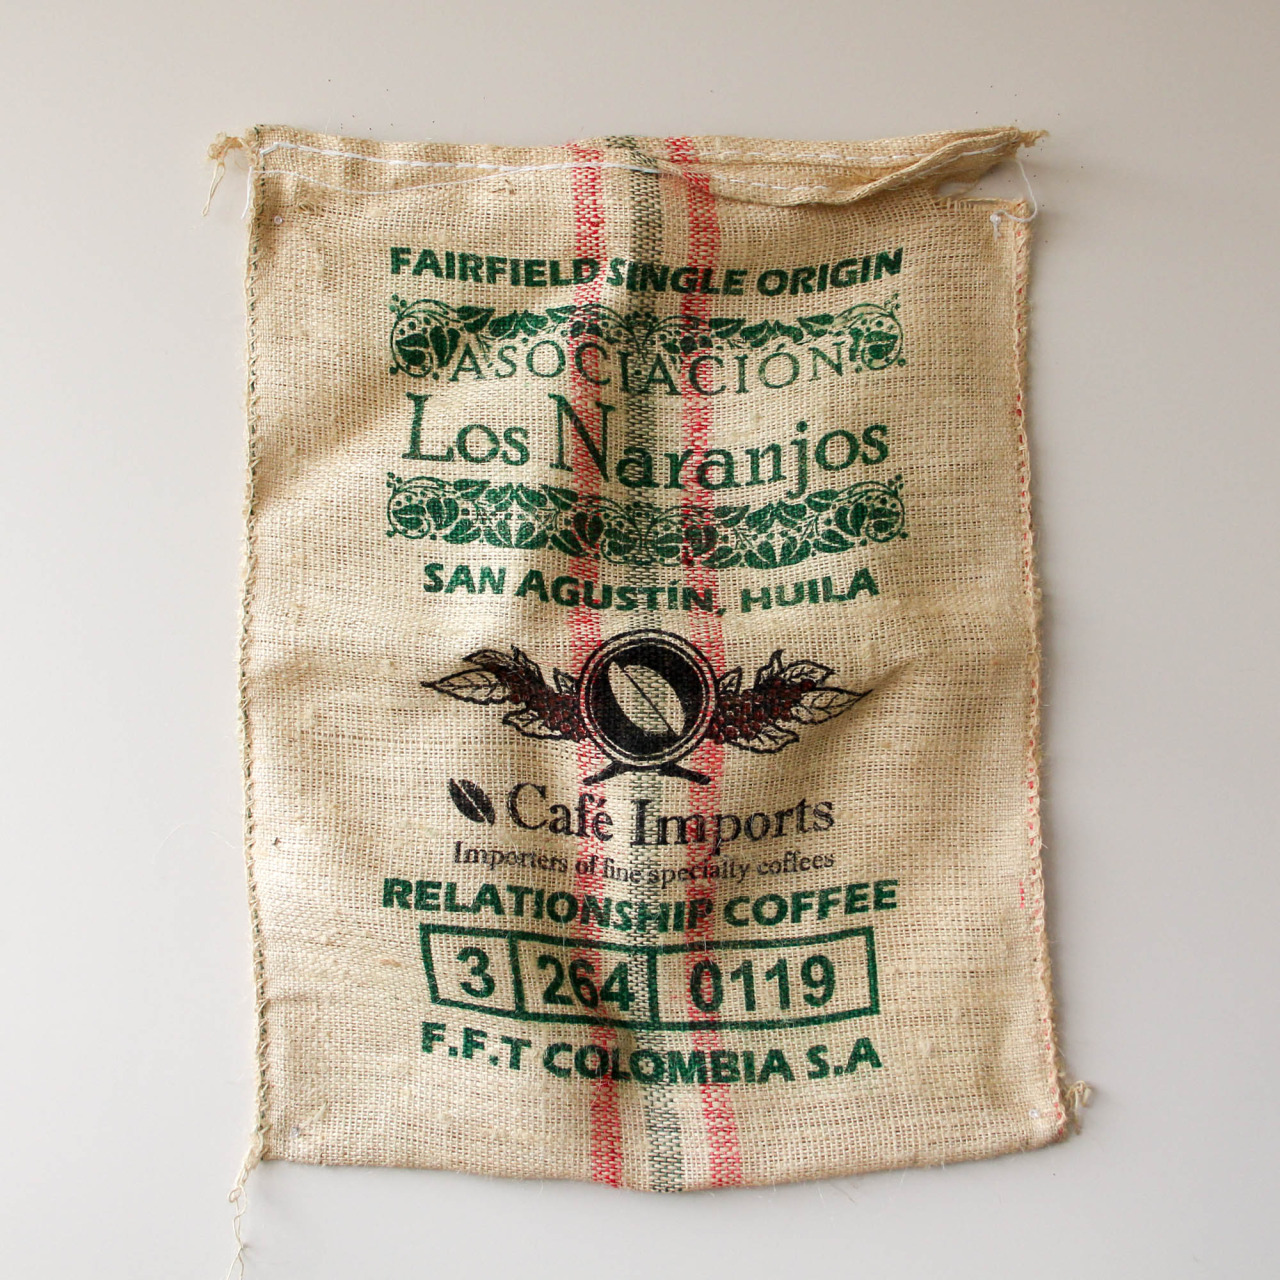 FAIRFIELD SINGLE ORIGIN
ASOCIACIÓN
Los Naranjos
SAN AGUSTÍN, HUILA
Café Imports
Importers of fine specialty coffees
RELATIONSHIP COFFEE
3 264 0119
F.F.T COLOMBIA S.A